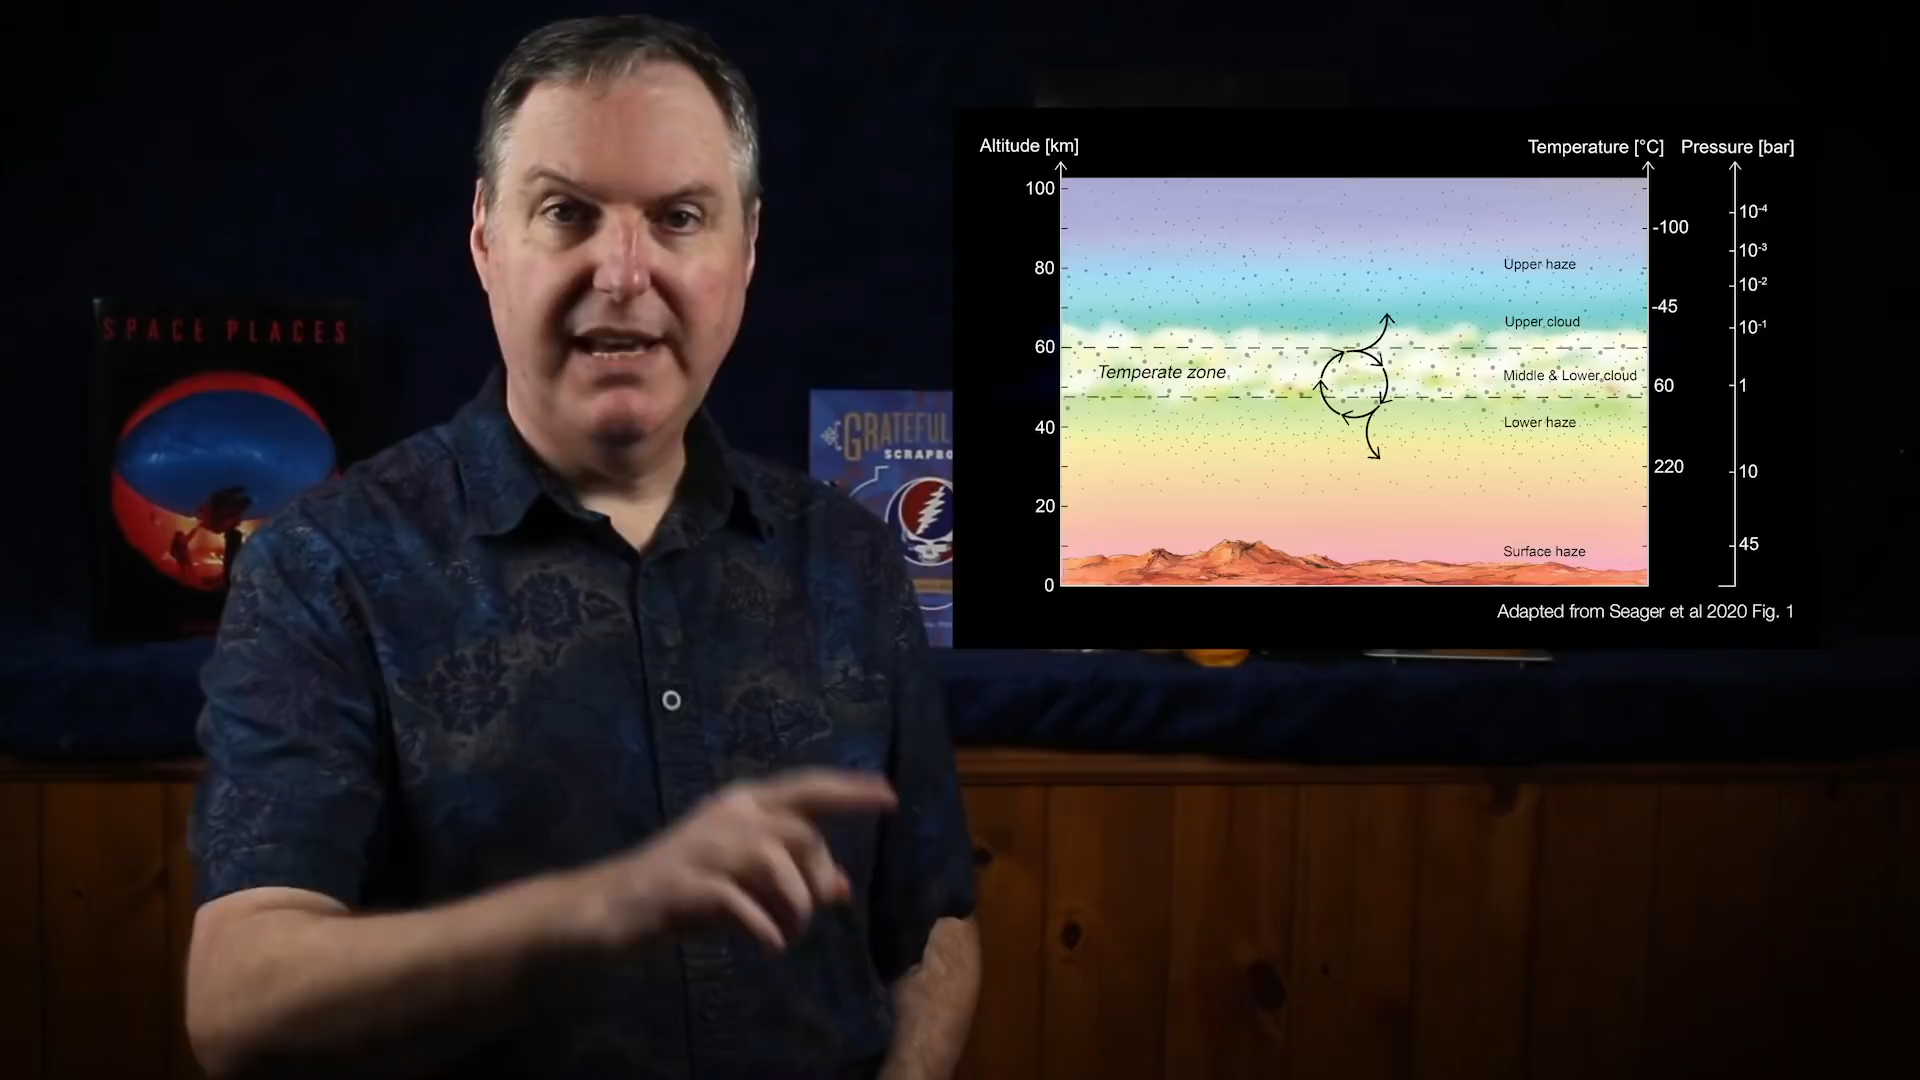 SPACE PLACES
GRATEFUL
SCRAPBO
Altitude [km]
Temperature [°C]
Pressure [bar]
100
80
60
40
20
0
Upper haze
Upper cloud
Temperate zone
Middle & Lower cloud
Lower haze
Surface haze
-100
-45
60
220
10-4
10-3
10-2
10-1
1
10
45
Adapted from Seager et al 2020 Fig. 1